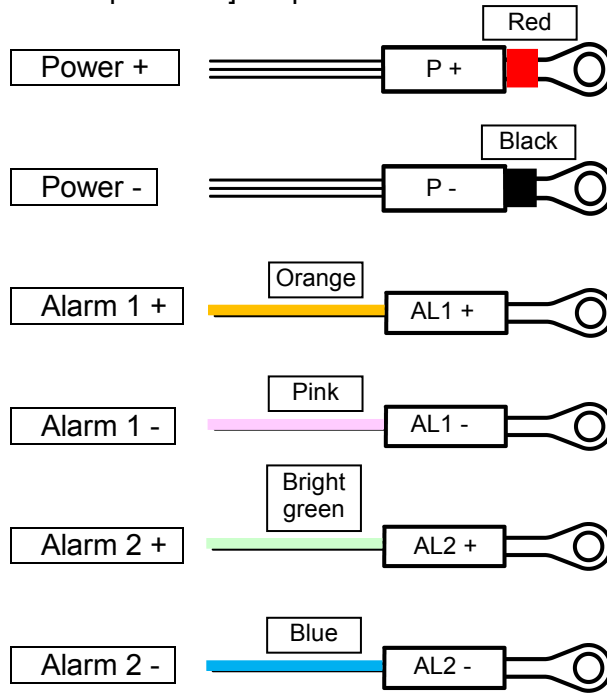 Red
Power +
P +
Black
Power -
P -
Orange
Alarm 1 +
AL1 +
Pink
Alarm 1 -
AL1 -
Bright
green
Alarm 2 +
AL2 +
Blue
Alarm 2 -
AL2 -